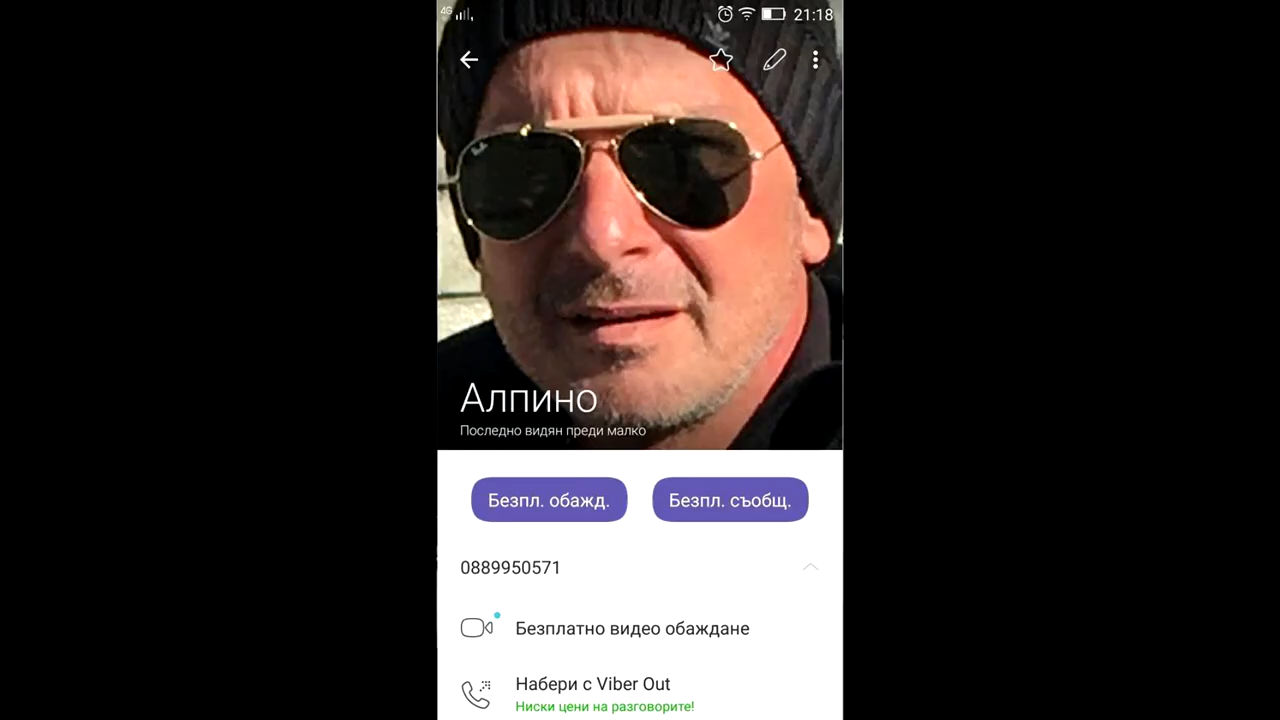 4G 21:18
Алпино
Последно видян преди малко
Безпл. обажд. Безпл. съобщ.
0889950571
Безплатно видео обаждане
Набери с Viber Out
Ниски цени на разговорите!